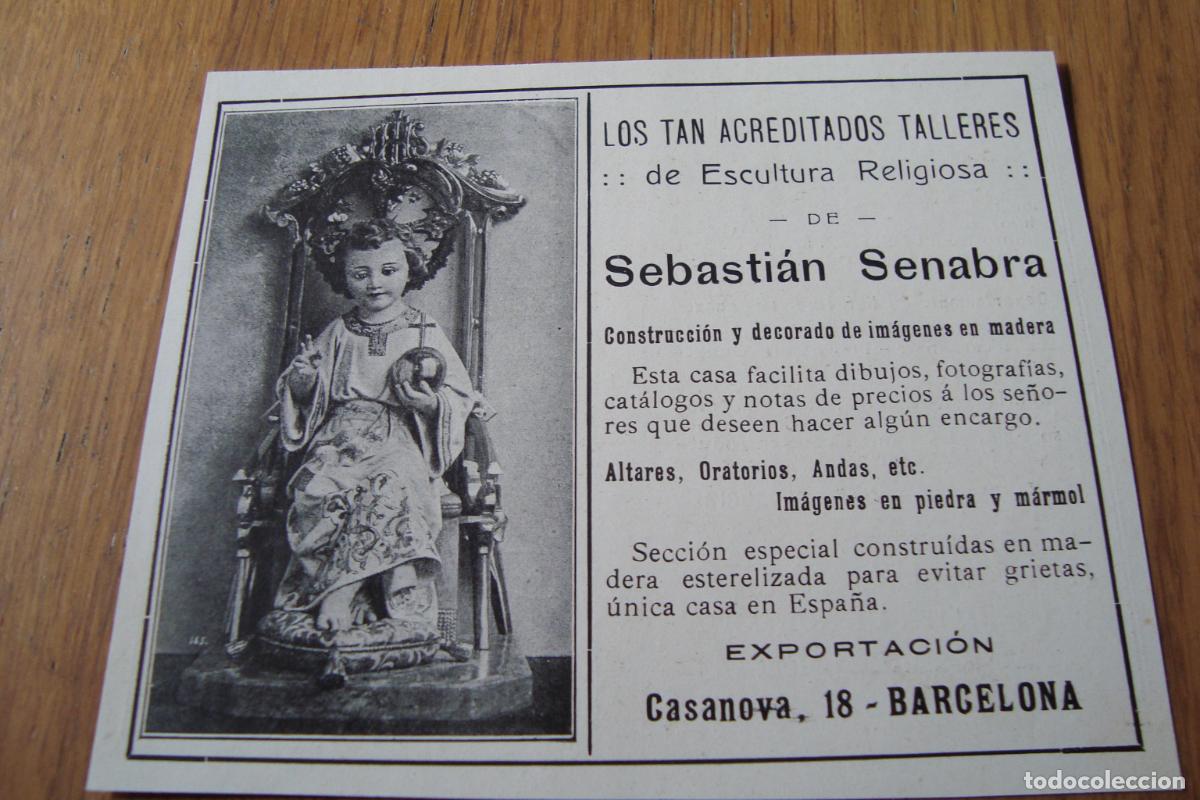 LOS TAN ACREDITADOS TALLERES
:: de Escultura Religiosa ::
— DE —
Sebastián Senabra
Construcción y decorado de imágenes en madera
Esta casa facilita dibujos, fotografías,
catálogos y notas de precios á los seño-
res que deseen hacer algún encargo.
Altares, Oratorios, Andas, etc.
Imágenes en piedra y mármol
Sección especial construídas en ma-
dera esterelizada para evitar grietas,
única casa en España.
EXPORTACIÓN
Casanova, 18 - BARCELONA
JHS
todocoleccion